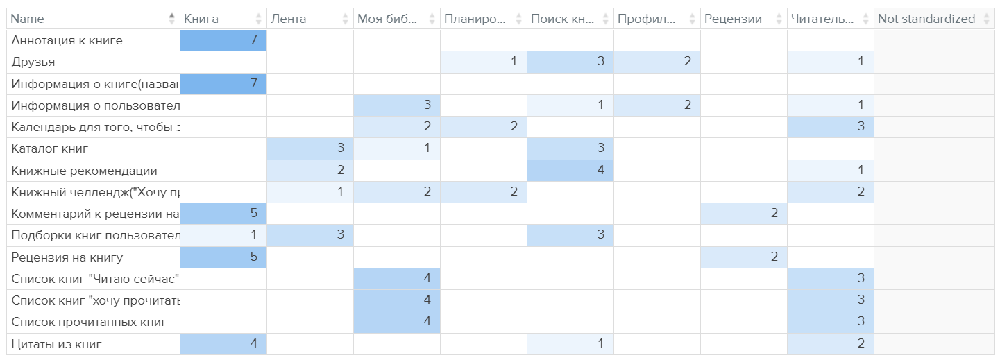 Name Книга Лента Моя биб... Планиро... Поиск кн... Профил... Рецензии Читатель... Not standardized
Аннотация к книге 7
Друзья 1 3 2 1
Информация о книге(назван 7
Информация о пользовател 3 1 2 1
Календарь для того, чтобы з 2 2 3
Каталог книг 3 1 3
Книжные рекомендации 2 4 1
Книжный челлендж("Хочу пр 1 2 2 2
Комментарий к рецензии на 5 2
Подборки книг пользовател 1 3 3
Рецензия на книгу 5 2
Список книг "Читаю сейчас" 4 3
Список книг "хочу прочитать 4 3
Список прочитанных книг 4 3
Цитаты из книг 4 1 2